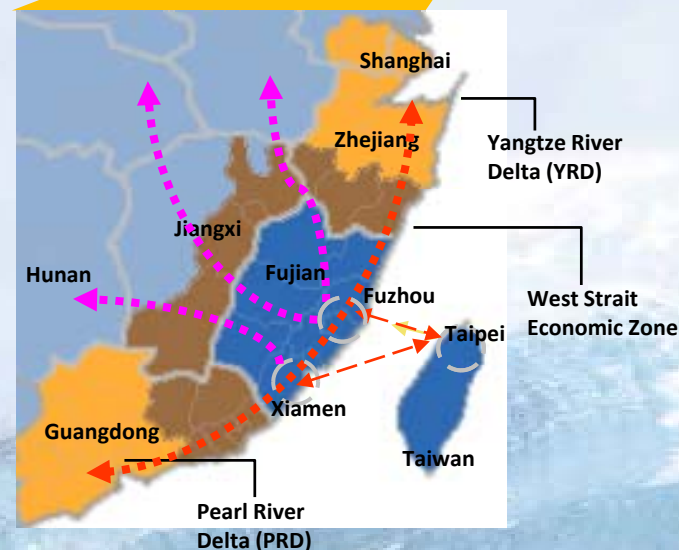 Shanghai
Zhejiang
Yangtze River
Delta (YRD)
Jiangxi
Hunan
Fujian
Fuzhou
West Strait
Economic Zone
Taipei
Xiamen
Guangdong
Taiwan
Pearl River
Delta (PRD)